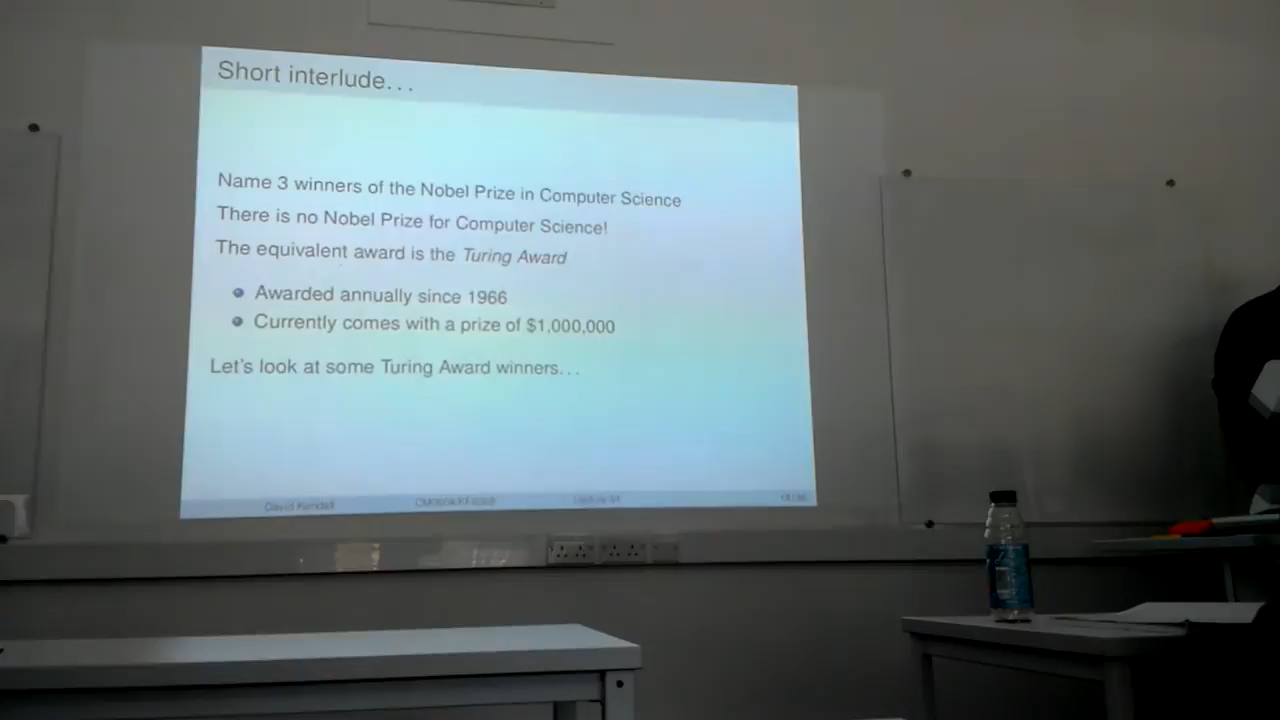 Short interlude...
Name 3 winners of the Nobel Prize in Computer Science
There is no Nobel Prize for Computer Science!
The equivalent award is the Turing Award
Awarded annually since 1966
Currently comes with a prize of $1,000,000
Let's look at some Turing Award winners...
David Kendall